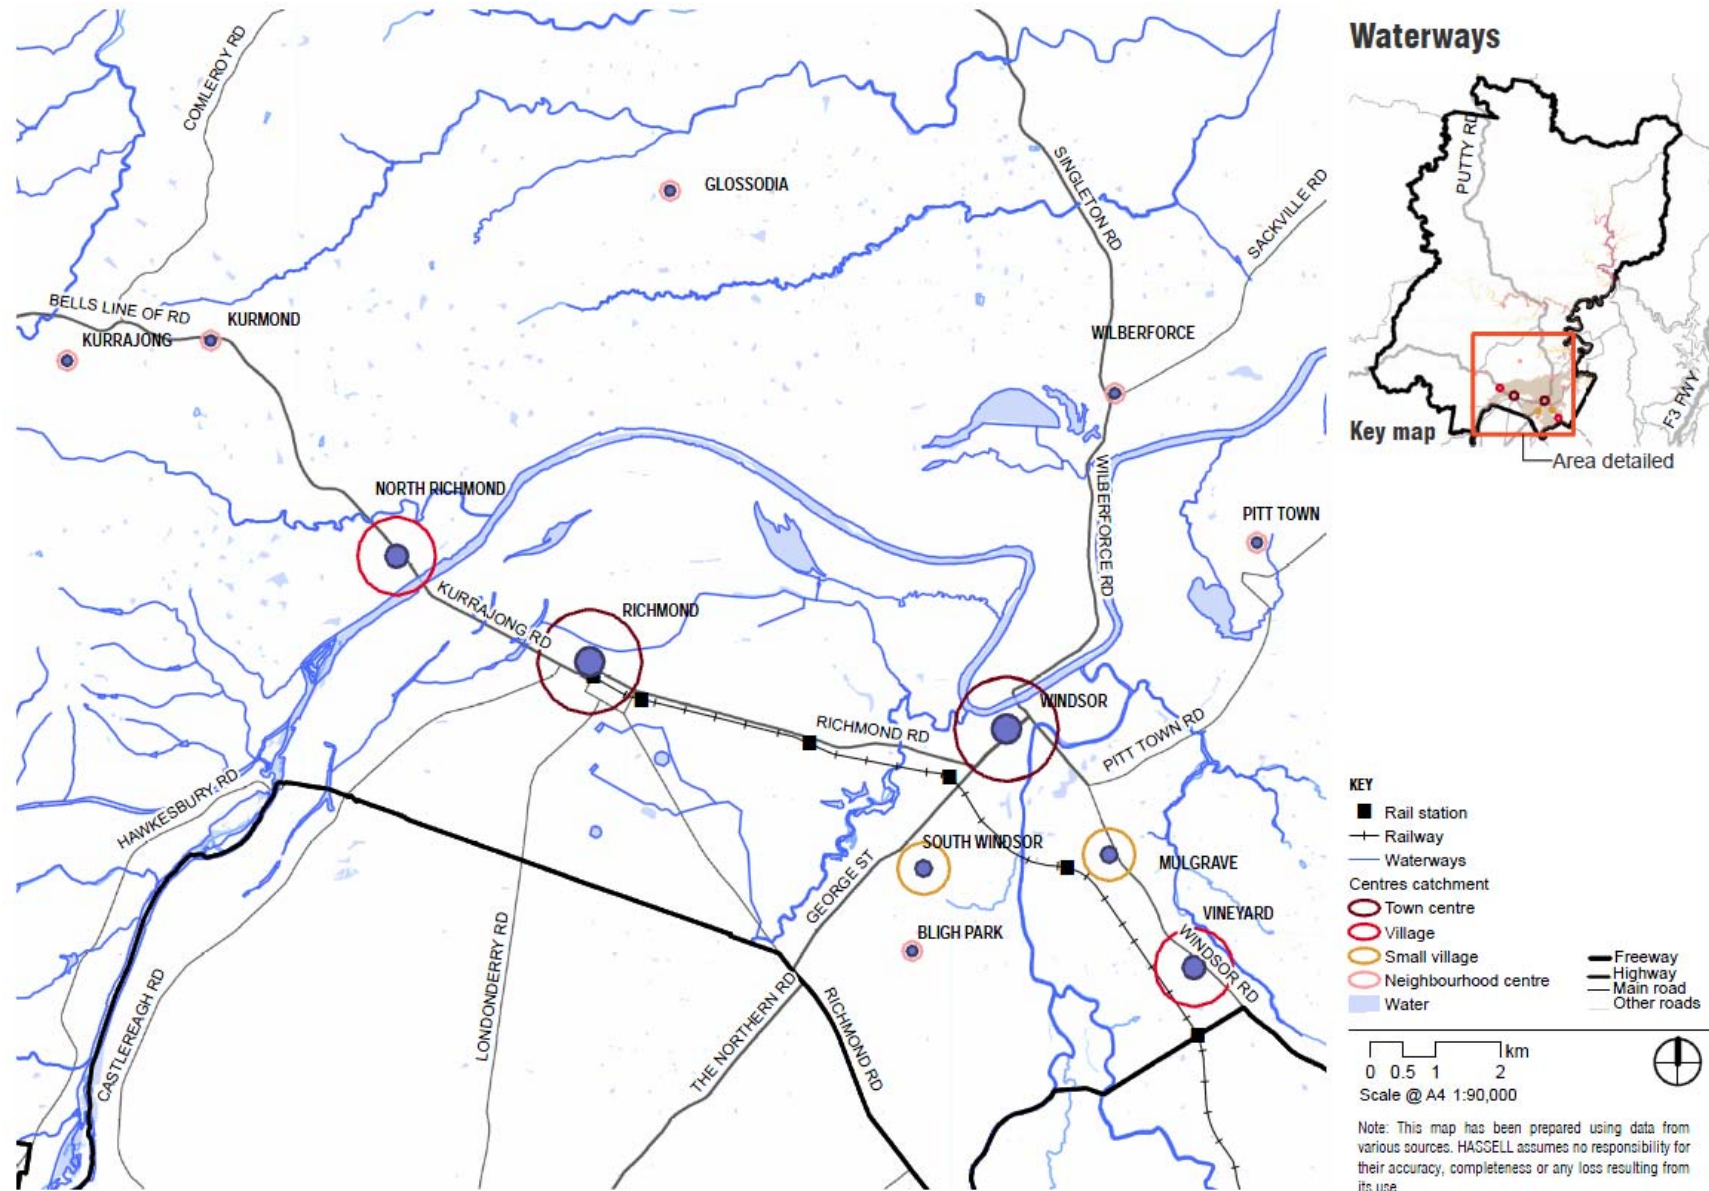 Waterways
COMLEROY RD
SINGLETON RD
SACKVILLE RD
GLOSSODIA
BELLS LINE OF RD
KURMOND
KURRAJONG
WILBERFORCE
NORTH RICHMOND
WILBERFORCE RD
PITT TOWN
KURRAJONG RD
RICHMOND
WINDSOR
RICHMOND RD
PITT TOWN RD
HAWKESBURY RD
SOUTH WINDSOR
MULGRAVE
GEORGE ST
VINEYARD
BLIGH PARK
WINDSOR RD
LONDONDERRY RD
CASTLEREAGH RD
THE NORTHERN RD
RICHMOND RD
PUTTY RD
F3 FWY
Key map
Area detailed
KEY
Rail station
Railway
Waterways
Centres catchment
Town centre
Village
Small village
Neighbourhood centre
Water
Freeway
Highway
Main road
Other roads
km
0 0.5 1 2
Scale @ A4 1:90,000
Note: This map has been prepared using data from
various sources. HASSELL assumes no responsibility for
their accuracy, completeness or any loss resulting from
its use